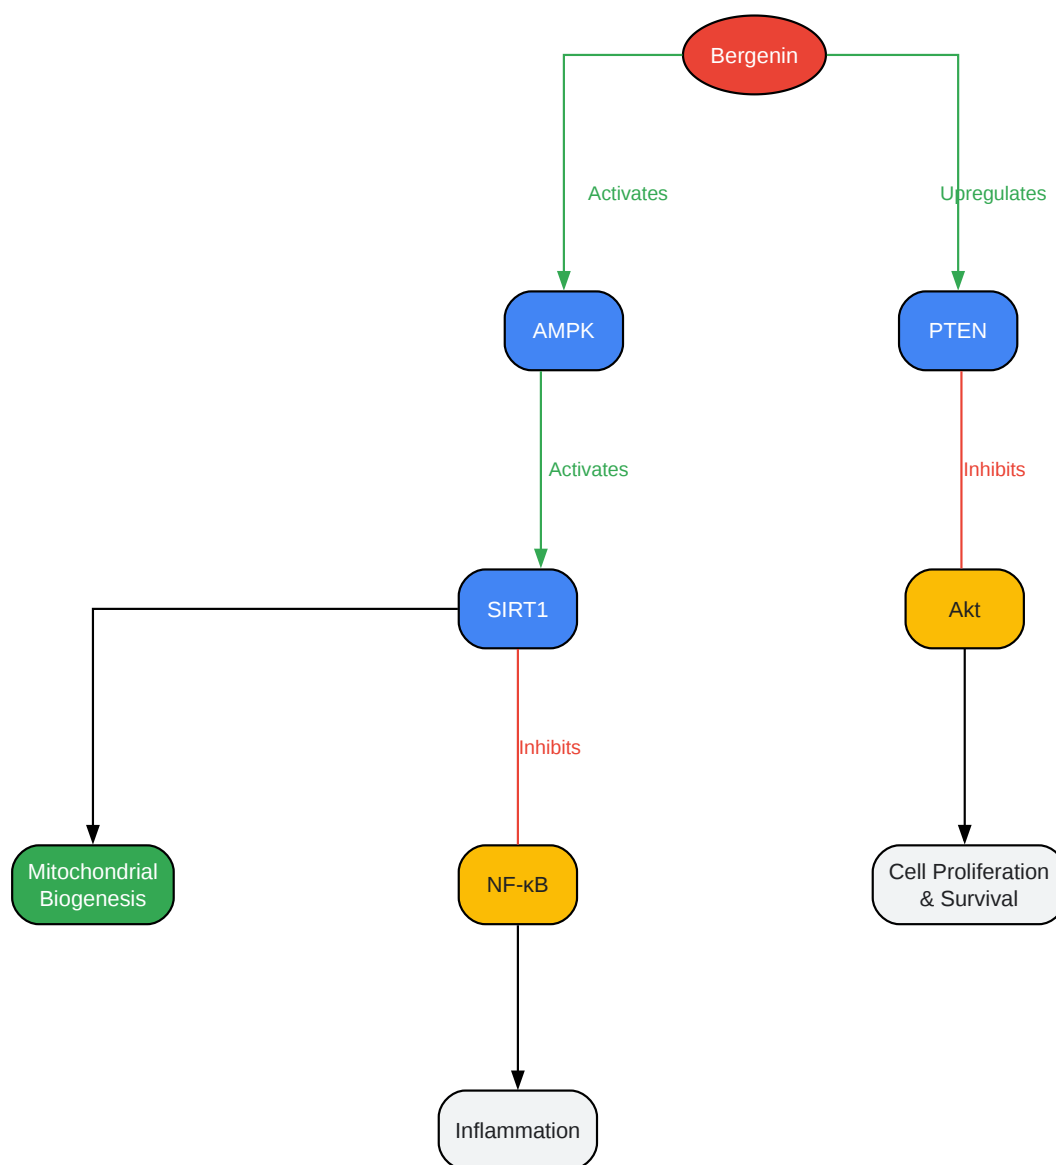 Bergenin
Activates
Upregulates
AMPK
PTEN
Activates
Inhibits
SIRT1
Akt
Inhibits
Mitochondrial
Biogenesis
NF-κB
Cell Proliferation
& Survival
Inflammation